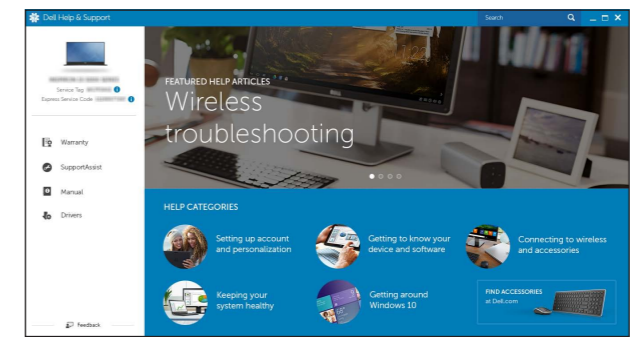 Dell Help & Support
Search
Service Tag
Express Service Code
Warranty
SupportAssist
Manual
Drivers
Feedback
FEATURED HELP ARTICLES
Wireless
troubleshooting
HELP CATEGORIES
Setting up account
and personalization
Getting to know your
device and software
Connecting to wireless
and accessories
Keeping your
system healthy
Getting around
Windows 10
FIND ACCESSORIES
at Dell.com